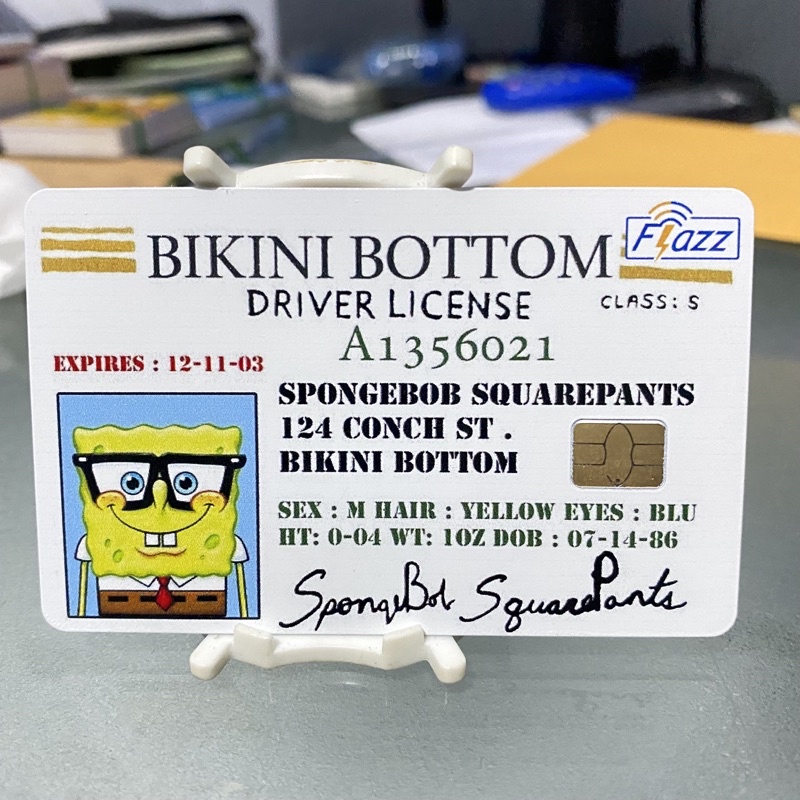 BIKINI BOTTOM
Flazz
DRIVER LICENSE
CLASS: S
A1356021
EXPIRES : 12-11-03
SPONGEBOB SQUAREPANTS
124 CONCH ST .
BIKINI BOTTOM
SEX : M HAIR : YELLOW EYES : BLU
HT: 0-04 WT: 1OZ DOB : 07-14-86
SpongeBob SquarePants